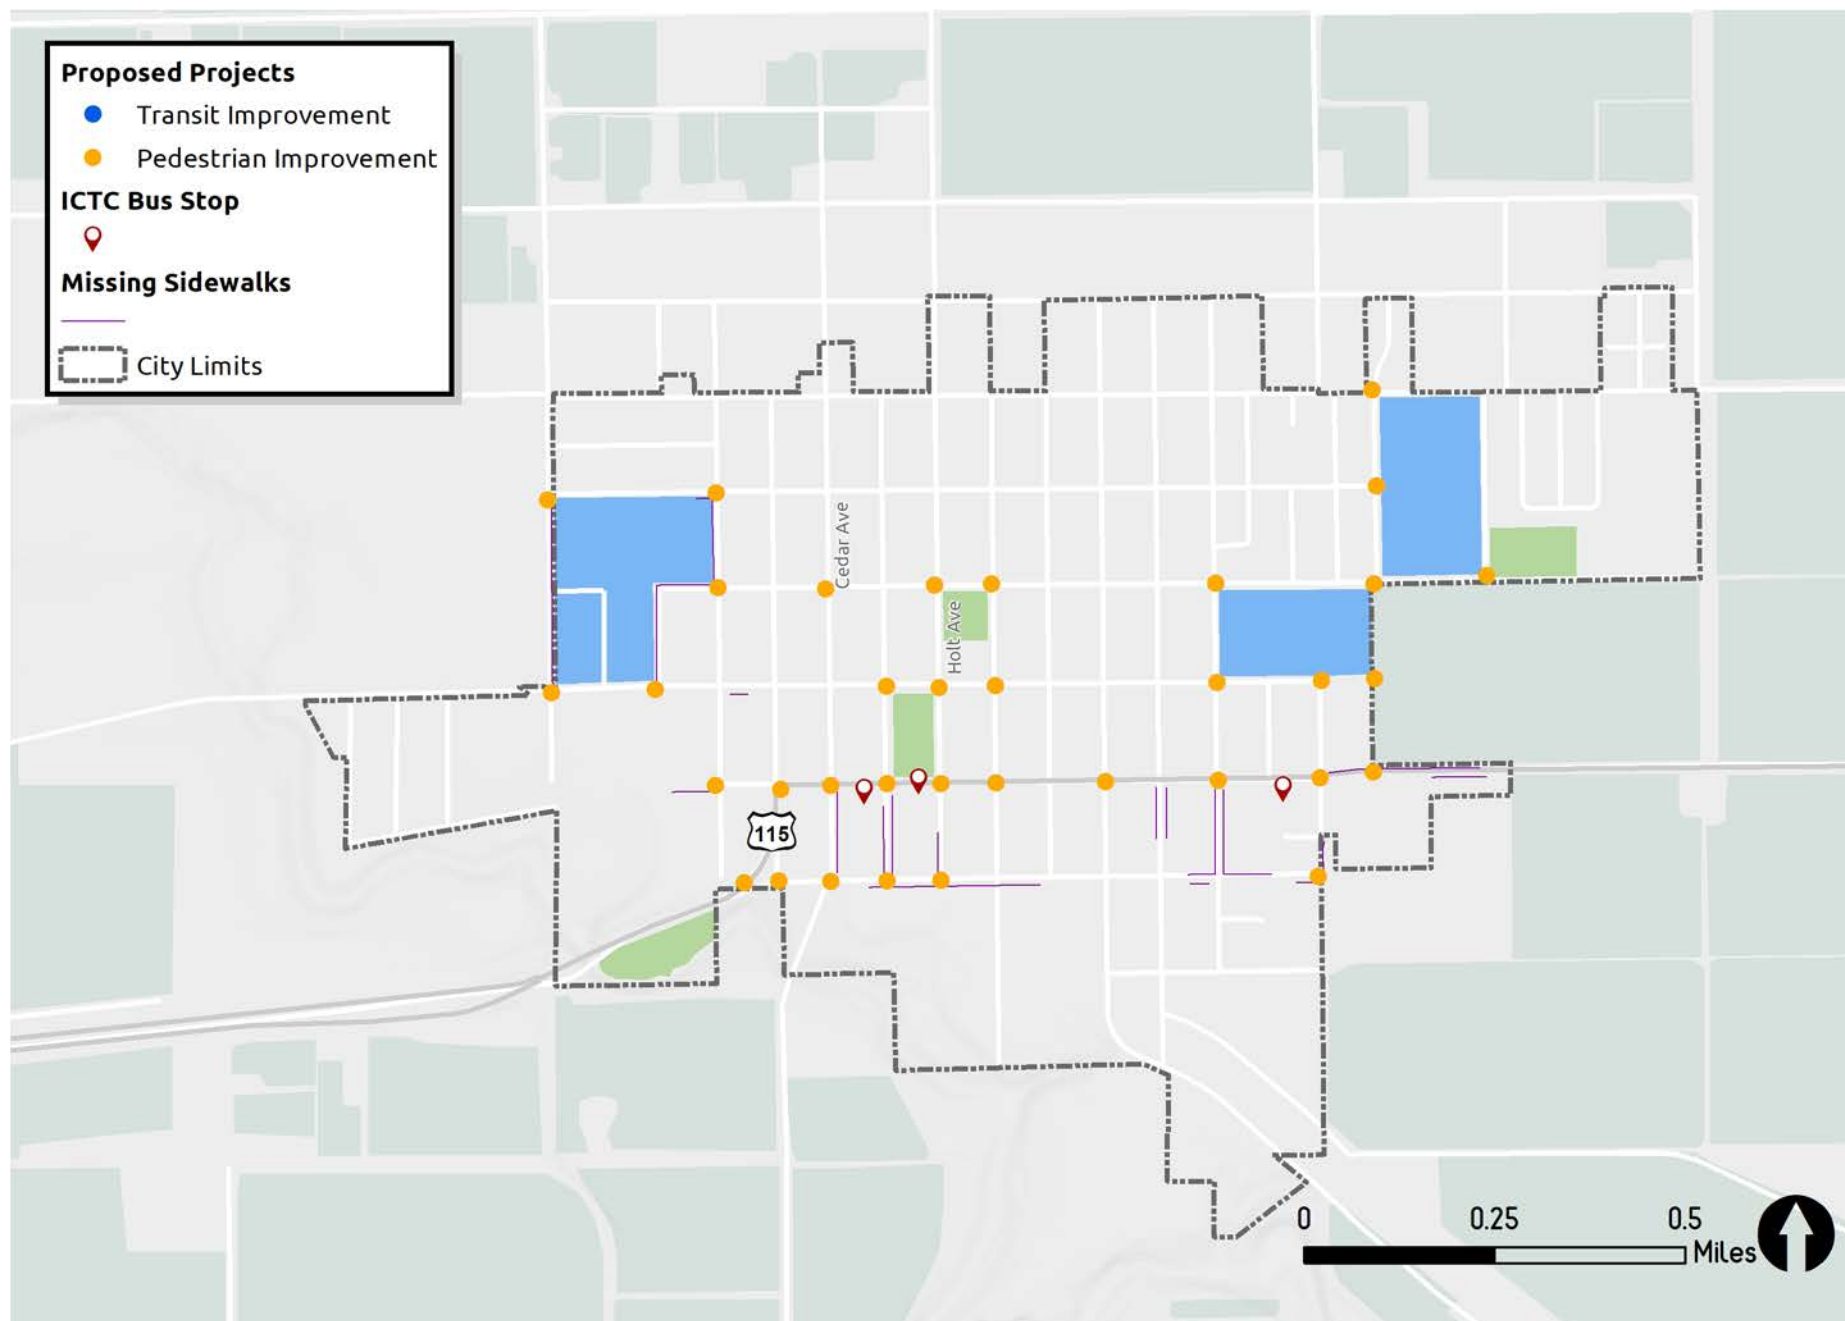 Proposed Projects
Transit Improvement
Pedestrian Improvement
ICTC Bus Stop
Missing Sidewalks
City Limits
Cedar Ave
Holt Ave
115
0 0.25 0.5
Miles